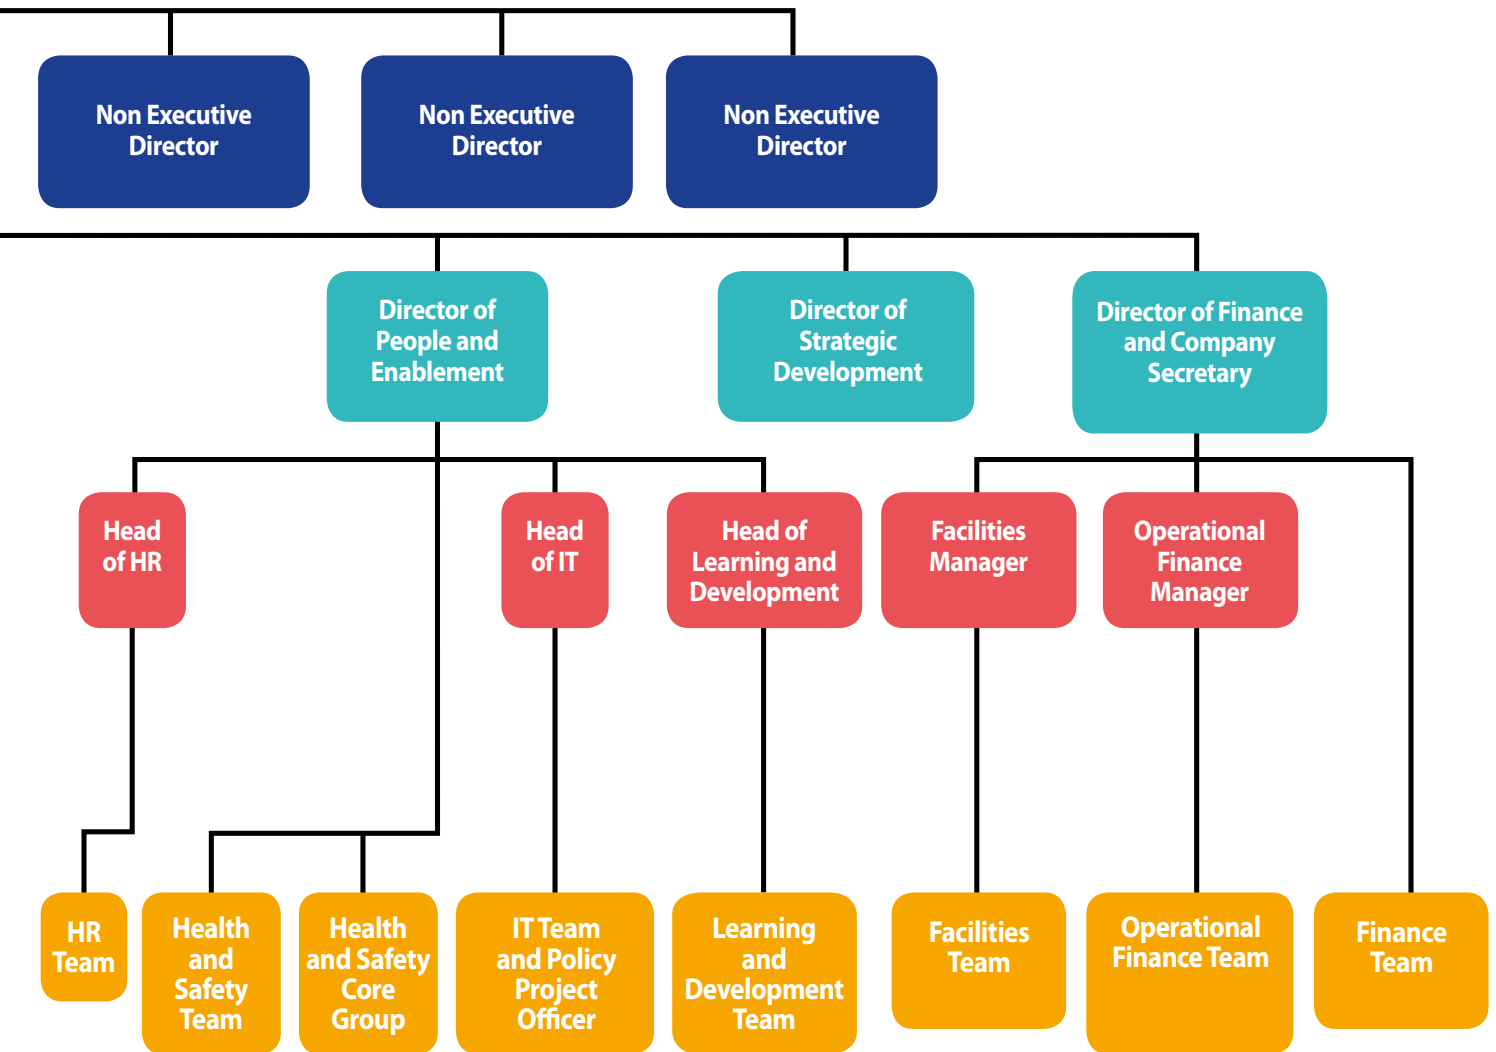 Non Executive
Director
Non Executive
Director
Non Executive
Director
Director of
People and
Enablement
Director of
Strategic
Development
Director of Finance
and Company
Secretary
Head
of HR
Head
of IT
Head of
Learning and
Development
Facilities
Manager
Operational
Finance
Manager
HR
Team
Health
and
Safety
Team
Health
and Safety
Core
Group
IT Team
and Policy
Project
Officer
Learning
and
Development
Team
Facilities
Team
Operational
Finance Team
Finance
Team